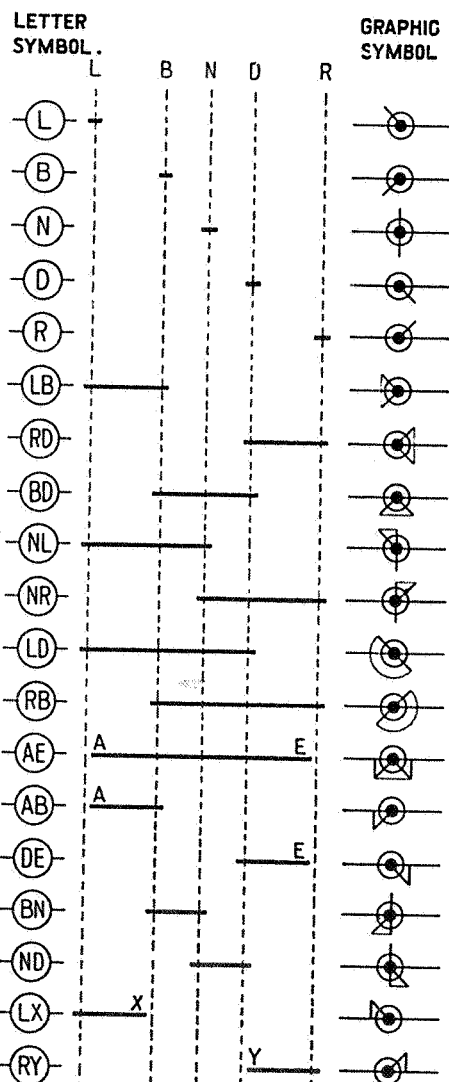 LETTER SYMBOL. GRAPHIC SYMBOL
L B N D R
L
B
N
D
R
LB
RD
BD
NL
NR
LD
RB
AE A E
AB A
DE E
BN
ND
LX X
RY Y